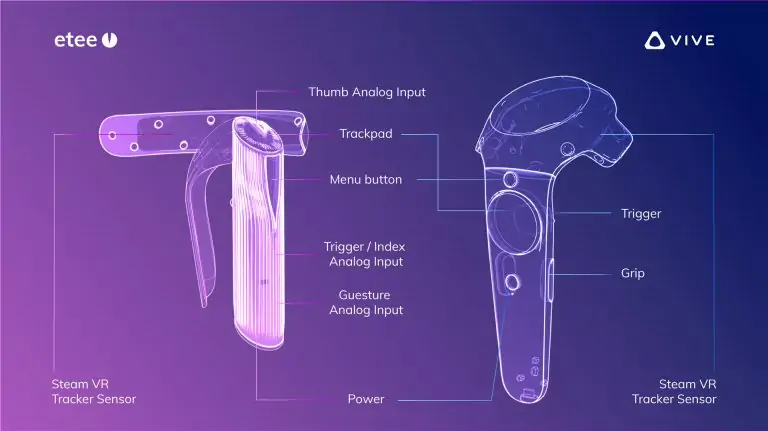 etee
VIVE
Thumb Analog Input
Trackpad
Menu button
Trigger
Trigger / Index
Analog Input
Grip
Guesture
Analog Input
Steam VR
Tracker Sensor
Power
Steam VR
Tracker Sensor